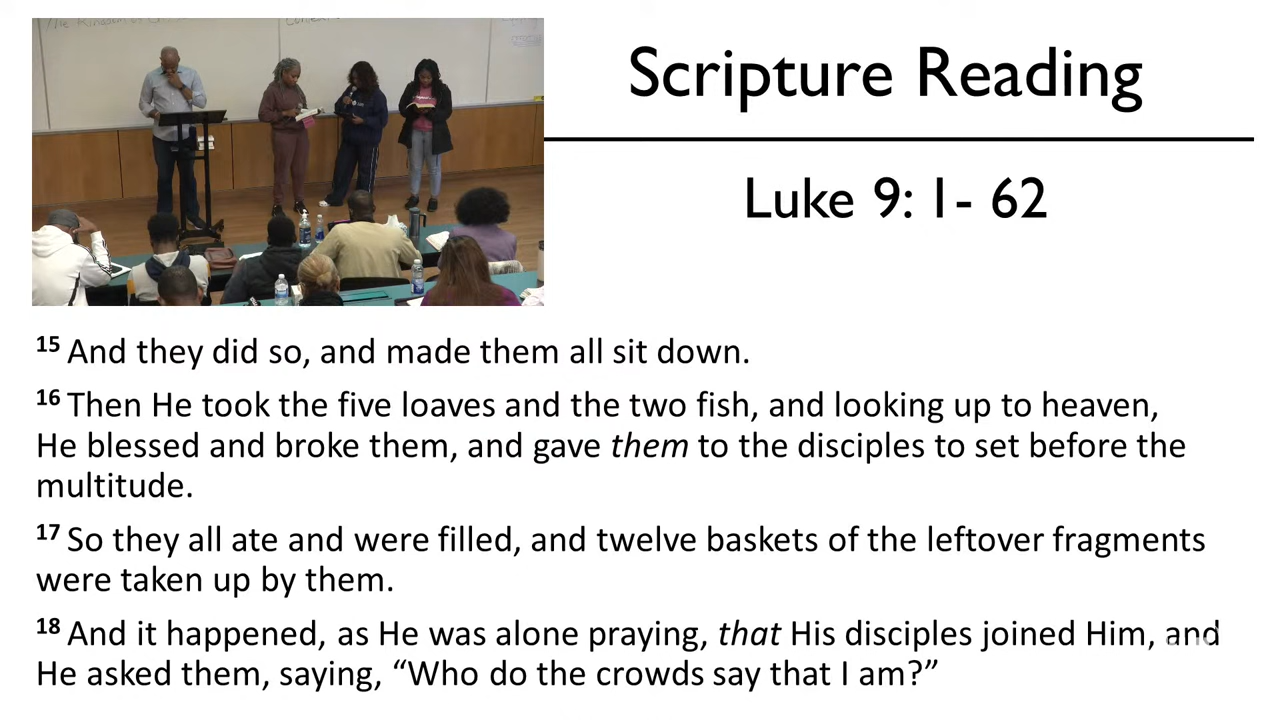 Scripture Reading
Luke 9: 1- 62
15 And they did so, and made them all sit down.
16 Then He took the five loaves and the two fish, and looking up to heaven,
He blessed and broke them, and gave them to the disciples to set before the
multitude.
17 So they all ate and were filled, and twelve baskets of the leftover fragments
were taken up by them.
18 And it happened, as He was alone praying, that His disciples joined Him, and
He asked them, saying, “Who do the crowds say that I am?”